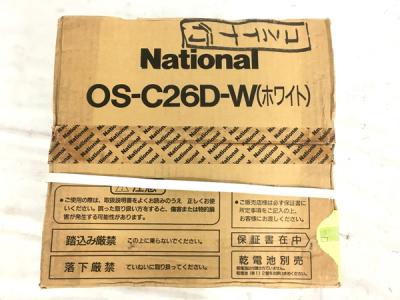 National
OS-C26D-W(ホワイト)
National National National National National
注意
●ご使用の際は、取扱説明書をよくお読みのうえ 正しくお使
いください。誤った取り扱い方をすると、傷害または物的損
害が発生する可能性があります。
●ご販売店様は必ず保証書に
所定事項をご記入の上、
お客様にお渡しください。
踏込み厳禁 この上に乗らないでください。
保証書在中
落下厳禁 ていねいに取り扱ってください。
乾電池別売